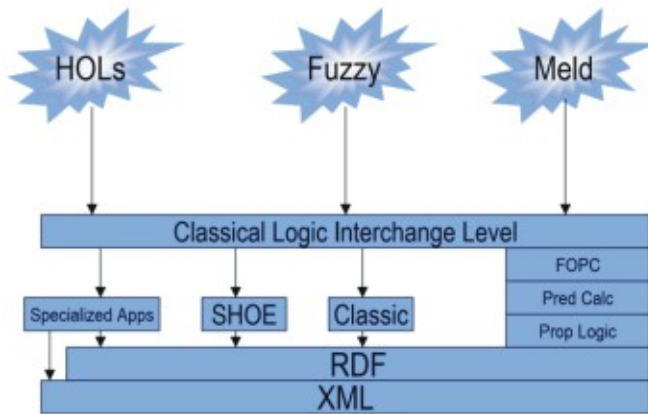 HOLs
Fuzzy
Meld
Classical Logic Interchange Level
FOPC
Pred Calc
Specialized Apps
SHOE
Classic
Prop Logic
RDF
XML